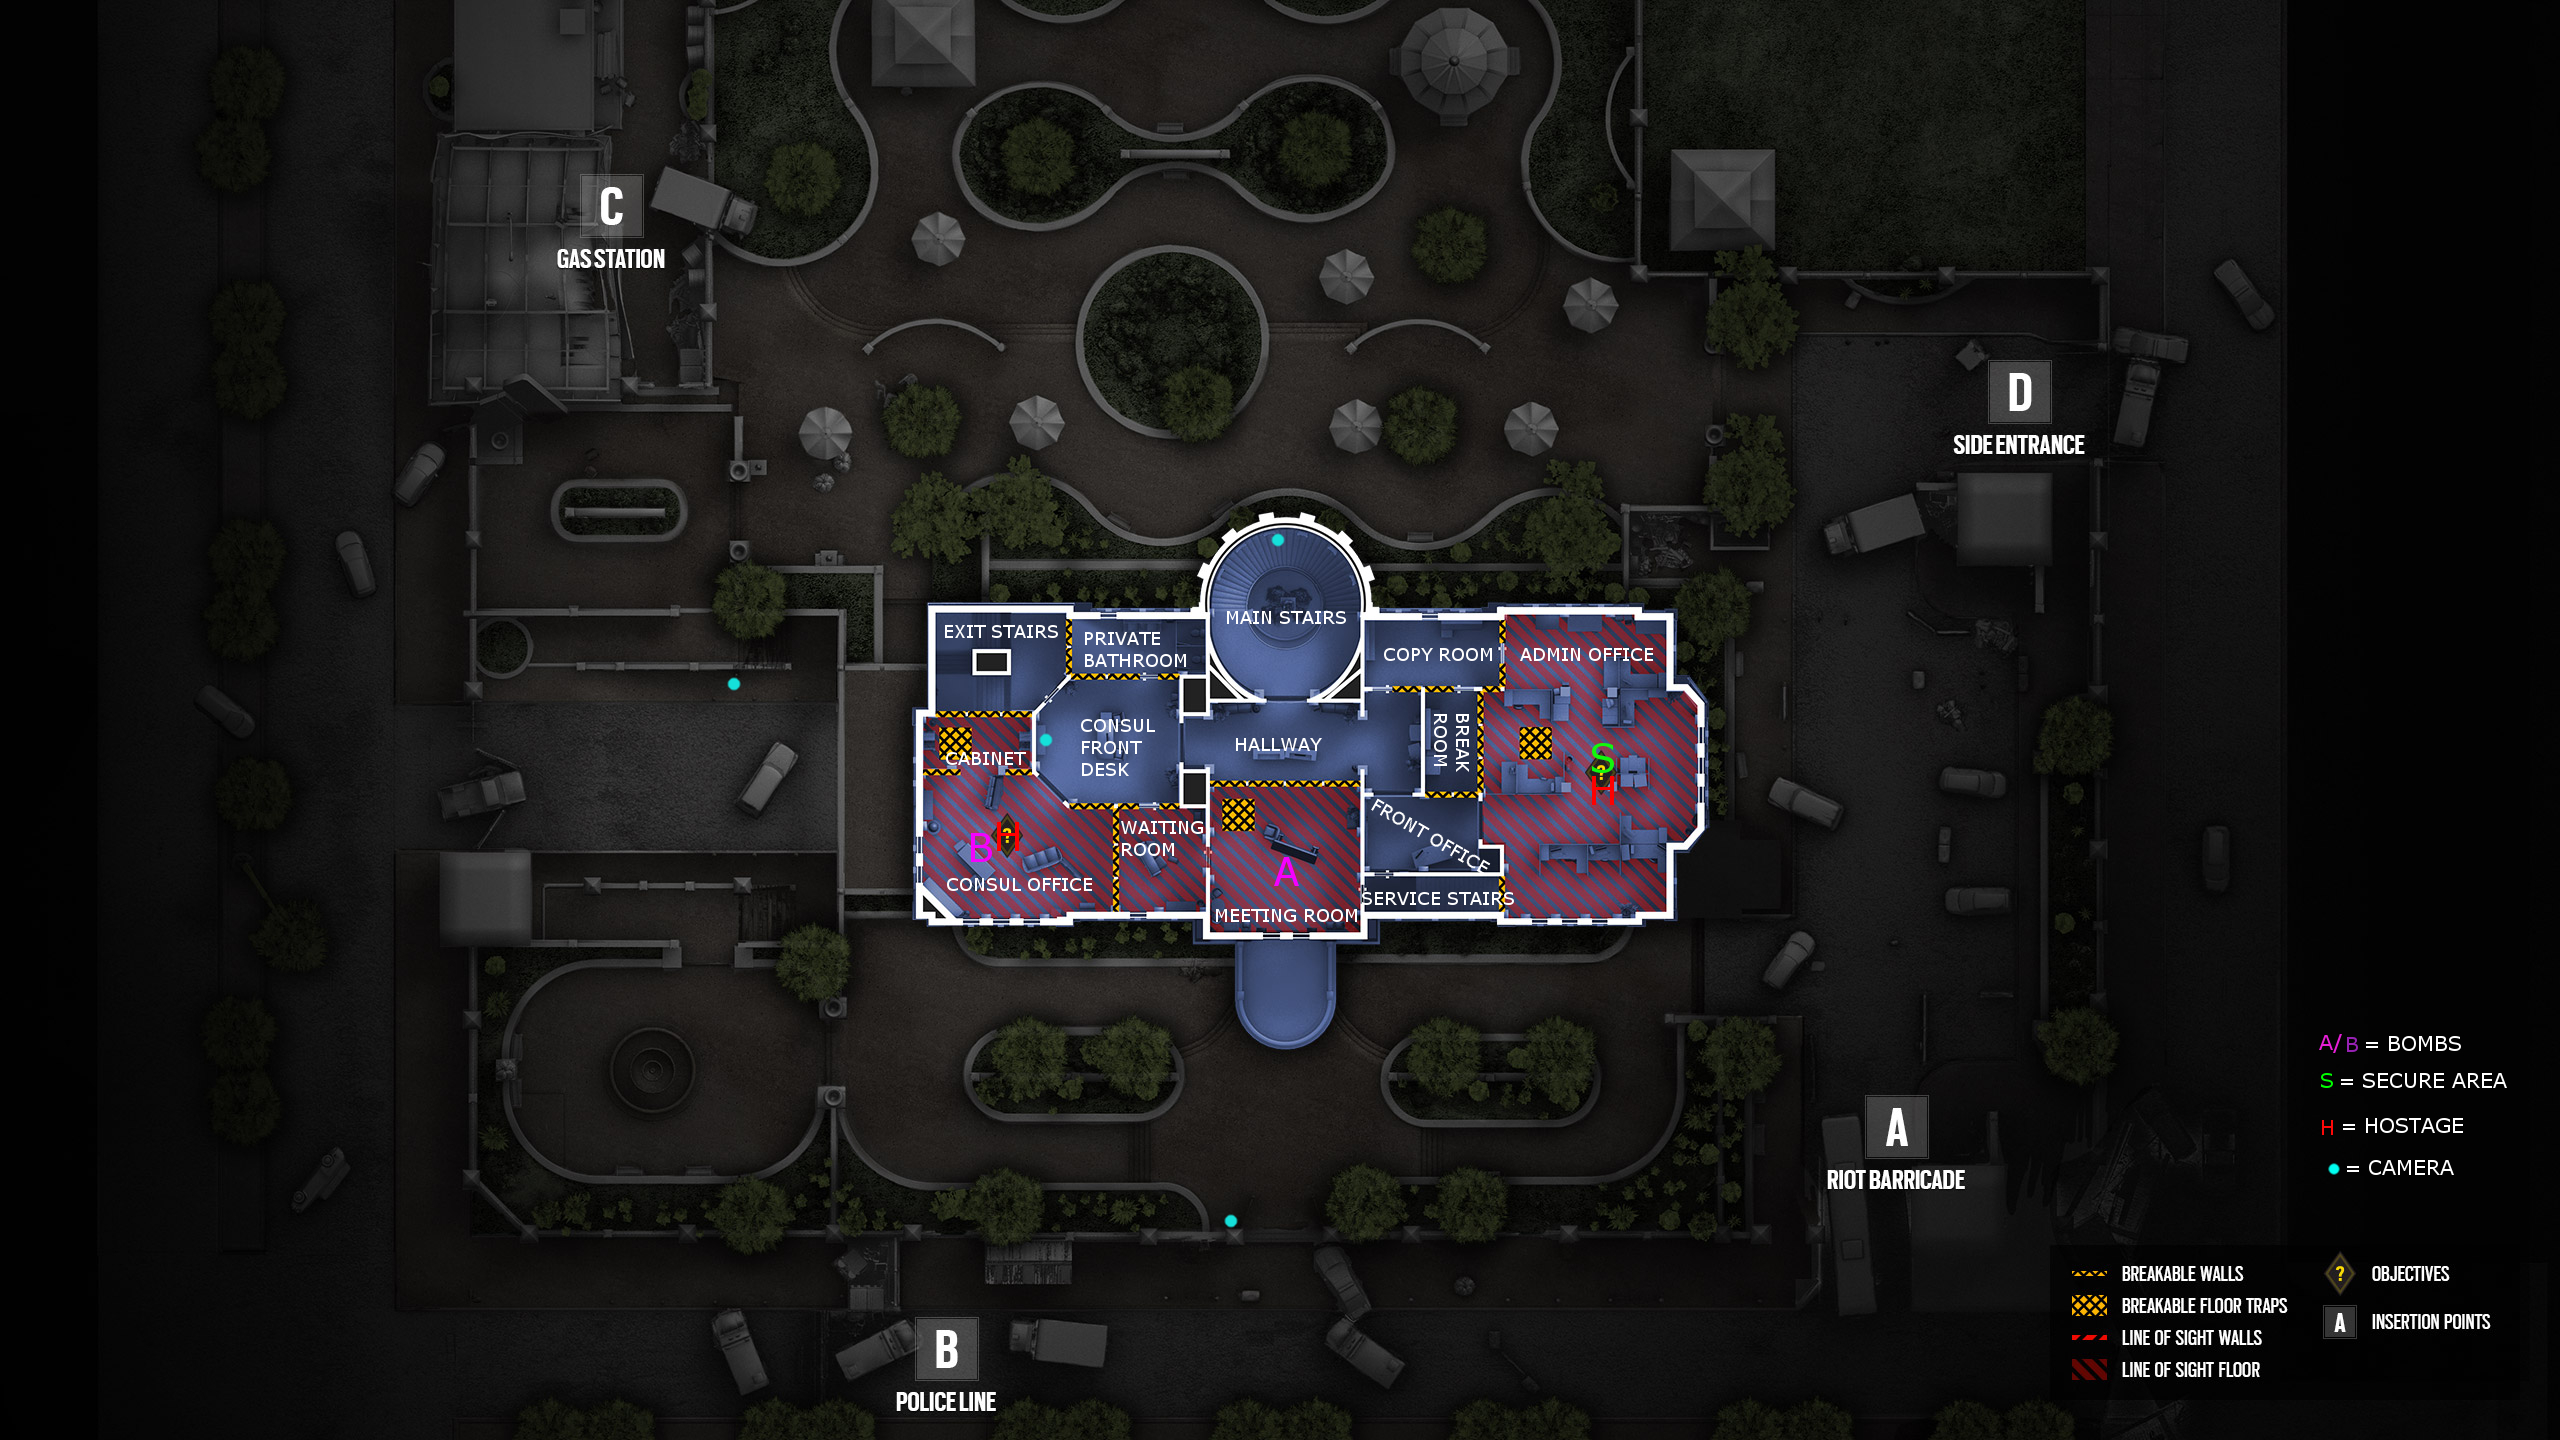 C
GAS STATION
D
SIDE ENTRANCE
MAIN STAIRS
EXIT STAIRS
PRIVATE
BATHROOM
COPY ROOM
ADMIN OFFICE
CONSUL
FRONT
DESK
HALLWAY
BREAK
ROOM
CABINET
S
?
H
WAITING
ROOM
FRONT OFFICE
B
H
?
A
CONSUL OFFICE
SERVICE STAIRS
MEETING ROOM
A/B = BOMBS
S = SECURE AREA
H = HOSTAGE
= CAMERA
A
RIOT BARRICADE
B
POLICE LINE
BREAKABLE WALLS
BREAKABLE FLOOR TRAPS
LINE OF SIGHT WALLS
LINE OF SIGHT FLOOR
? OBJECTIVES
A INSERTION POINTS